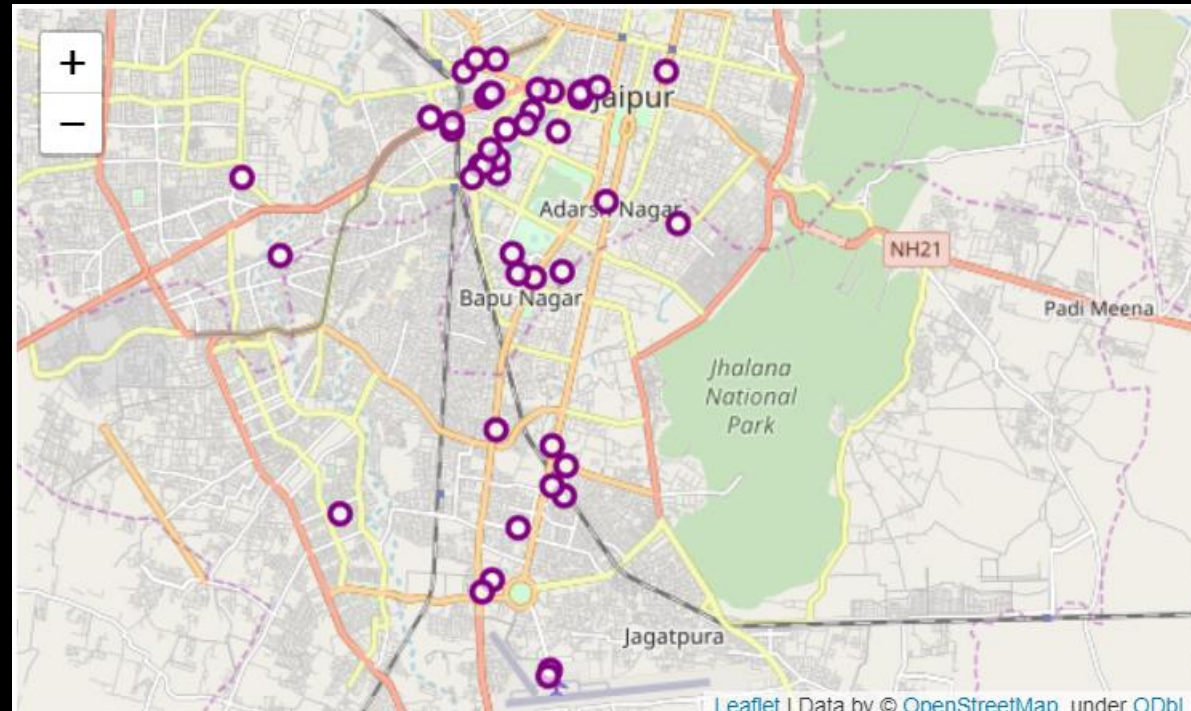 +
−
Jaipur
Adarsh Nagar
NH21
Bapu Nagar
Padi Meena
Jhalana
National
Park
Jagatpura
Leaflet | Data by © OpenStreetMap, under ODbL